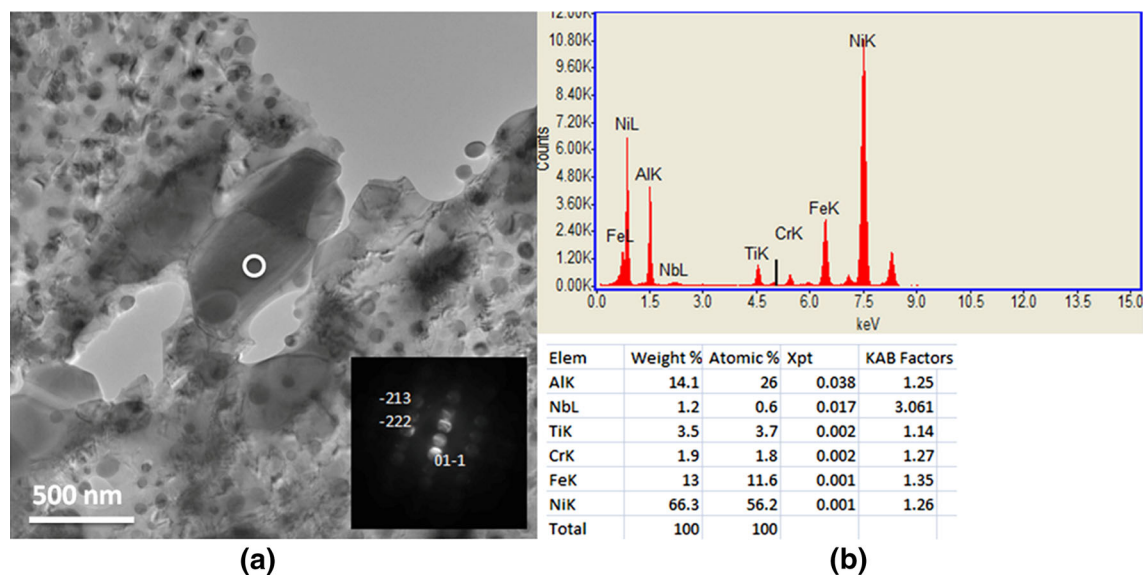 -213
-222
01-1
500 nm
(a)
12.00K
10.80K
9.60K
8.40K
7.20K
6.00K
4.80K
3.60K
2.40K
1.20K
0.00K
Counts
NiL
FeL
AlK
NbL
TiK
CrK
FeK
NiK
0.0 1.5 3.0 4.5 6.0 7.5 9.0 10.5 12.0 13.5 15.0
keV
Elem Weight % Atomic % Xpt KAB Factors
AlK 14.1 26 0.038 1.25
NbL 1.2 0.6 0.017 3.061
TiK 3.5 3.7 0.002 1.14
CrK 1.9 1.8 0.002 1.27
FeK 13 11.6 0.001 1.35
NiK 66.3 56.2 0.001 1.26
Total 100 100
(b)